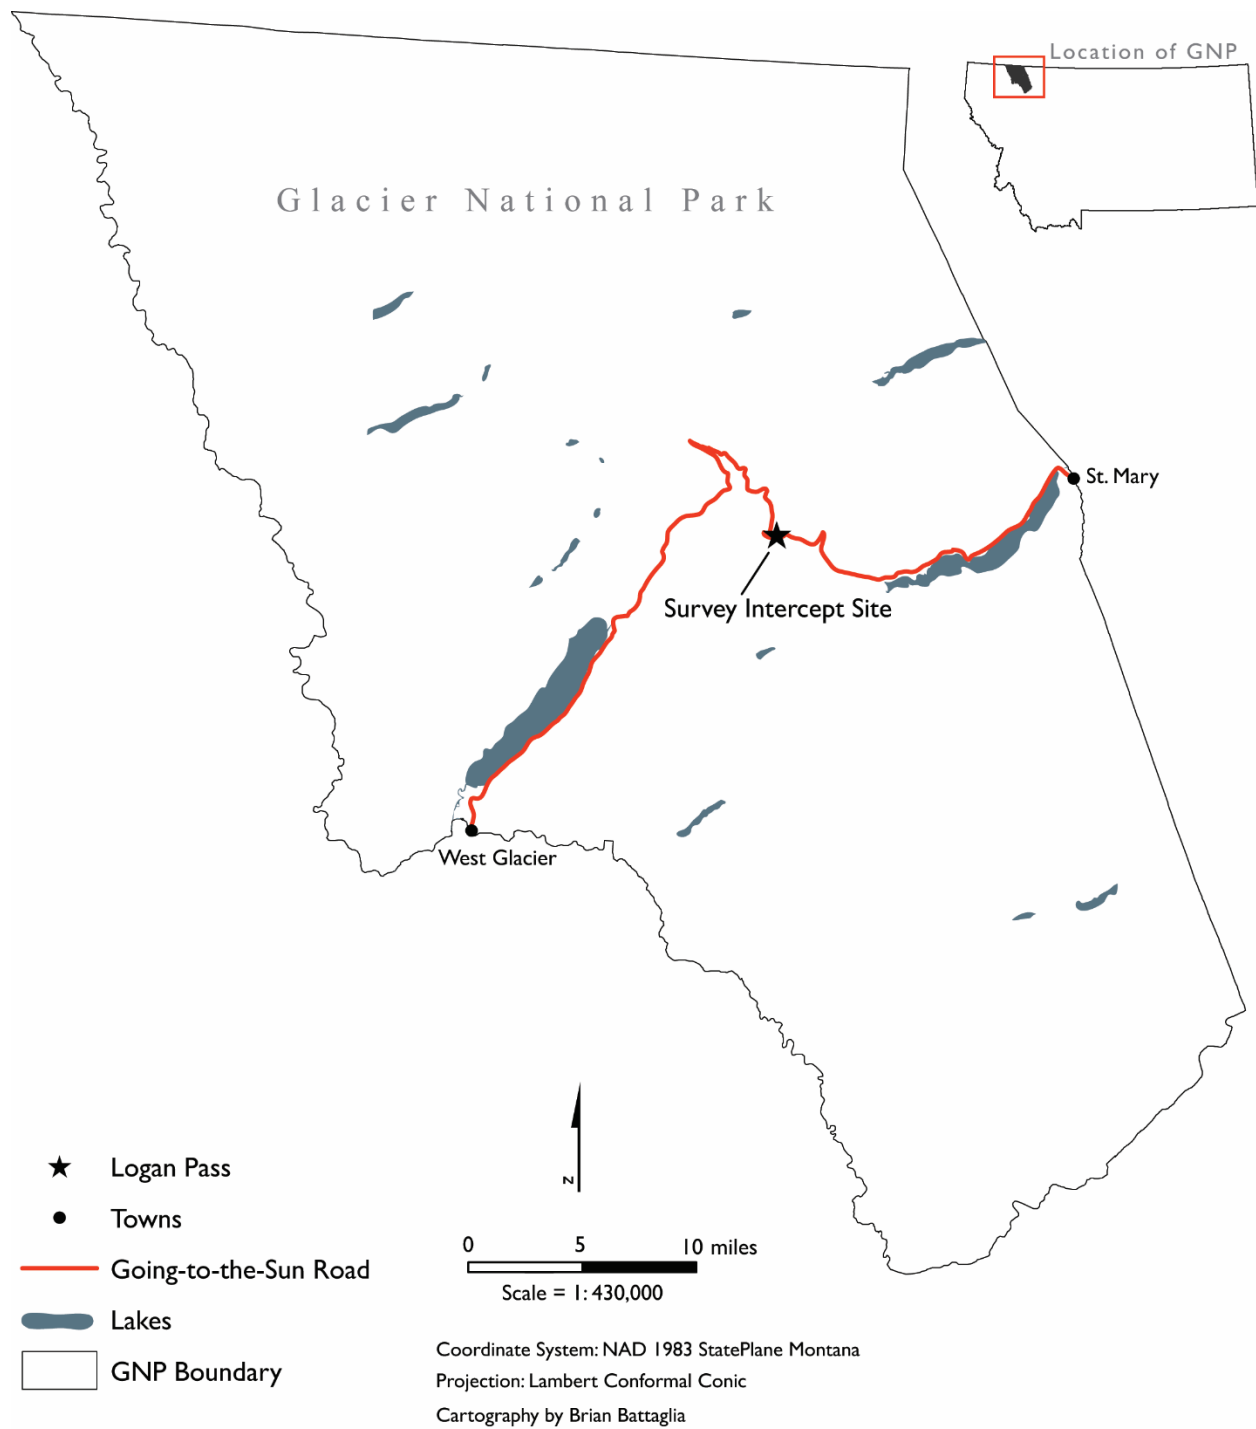 Location of GNP
Glacier National Park
St. Mary
Survey Intercept Site
West Glacier
N
Logan Pass
Towns
Going-to-the-Sun Road
Lakes
GNP Boundary
0 5 10 miles
Scale = 1:430,000
Coordinate System: NAD 1983 StatePlane Montana
Projection: Lambert Conformal Conic
Cartography by Brian Battaglia